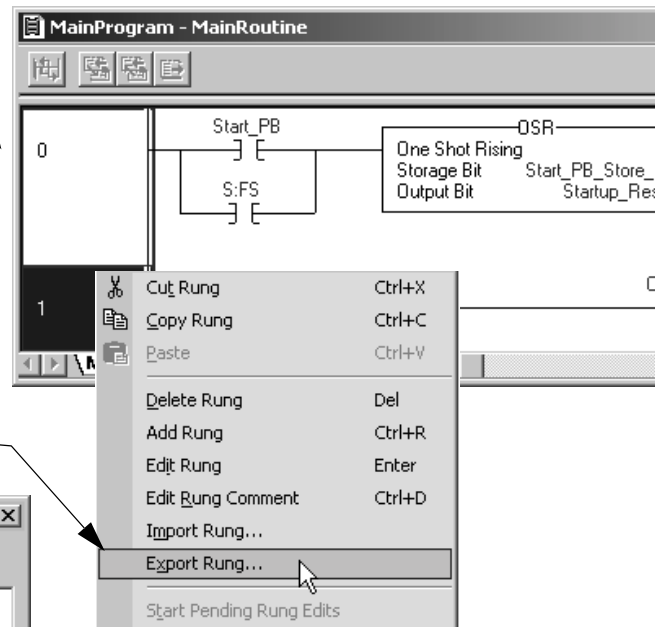 MainProgram - MainRoutine
0
Start_PB
S:FS
OSR
One Shot Rising
Storage Bit Start_PB_Store_
Output Bit Startup_Res
1
Cut Rung Ctrl+X
Copy Rung Ctrl+C
Paste Ctrl+V
Delete Rung Del
Add Rung Ctrl+R
Edit Rung Enter
Edit Rung Comment Ctrl+D
Import Rung...
Export Rung...
Start Pending Rung Edits